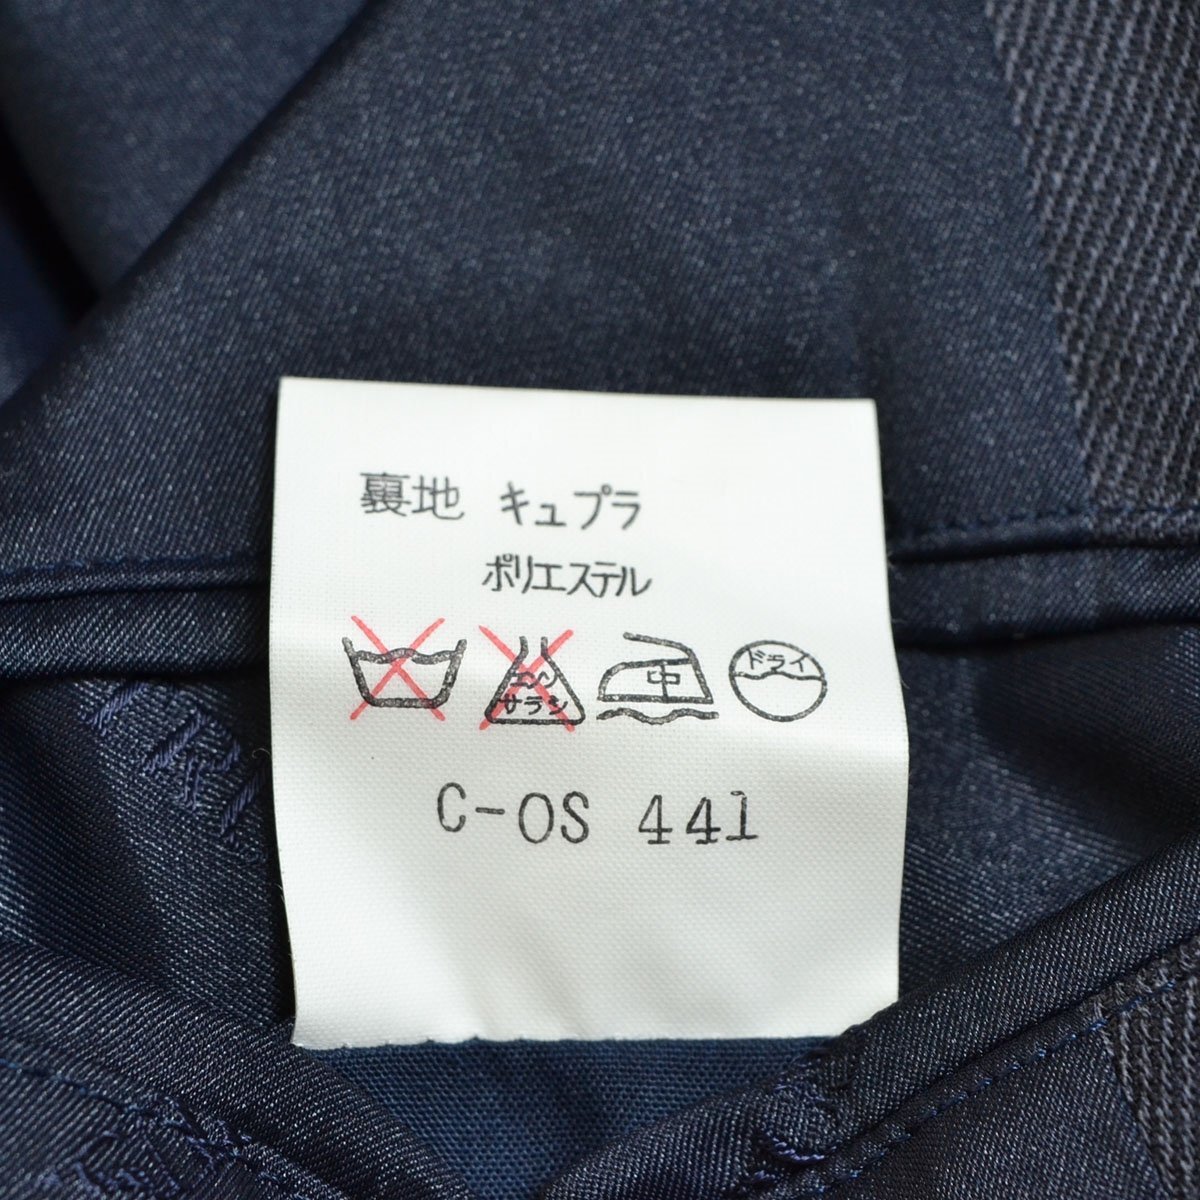 裏地 キュプラ
ポリエステル
エンソ
サラシ
中
ドライ
C-OS 441